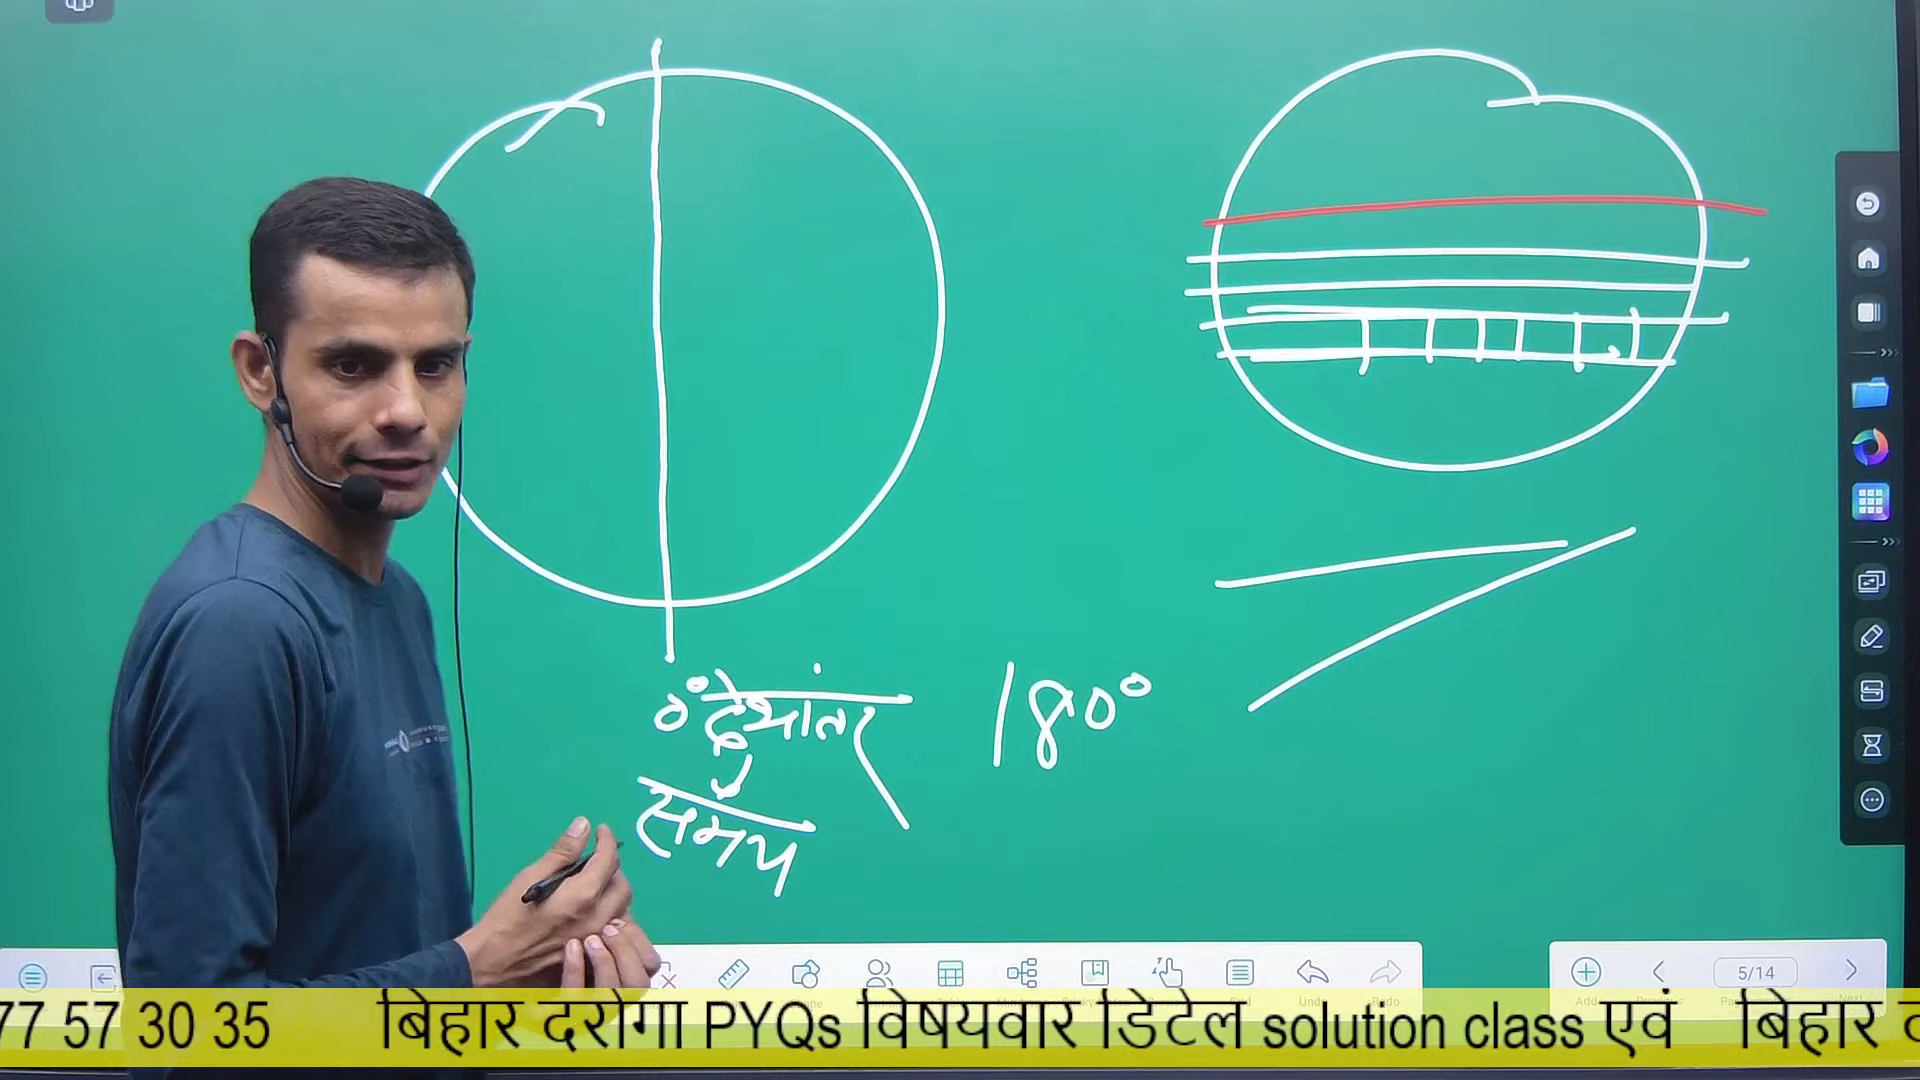 0° देशांतर 180°
समय
5/14
77 57 30 35 बिहार दरोगा PYQs विषयवार डिटेल solution class एवं बिहार